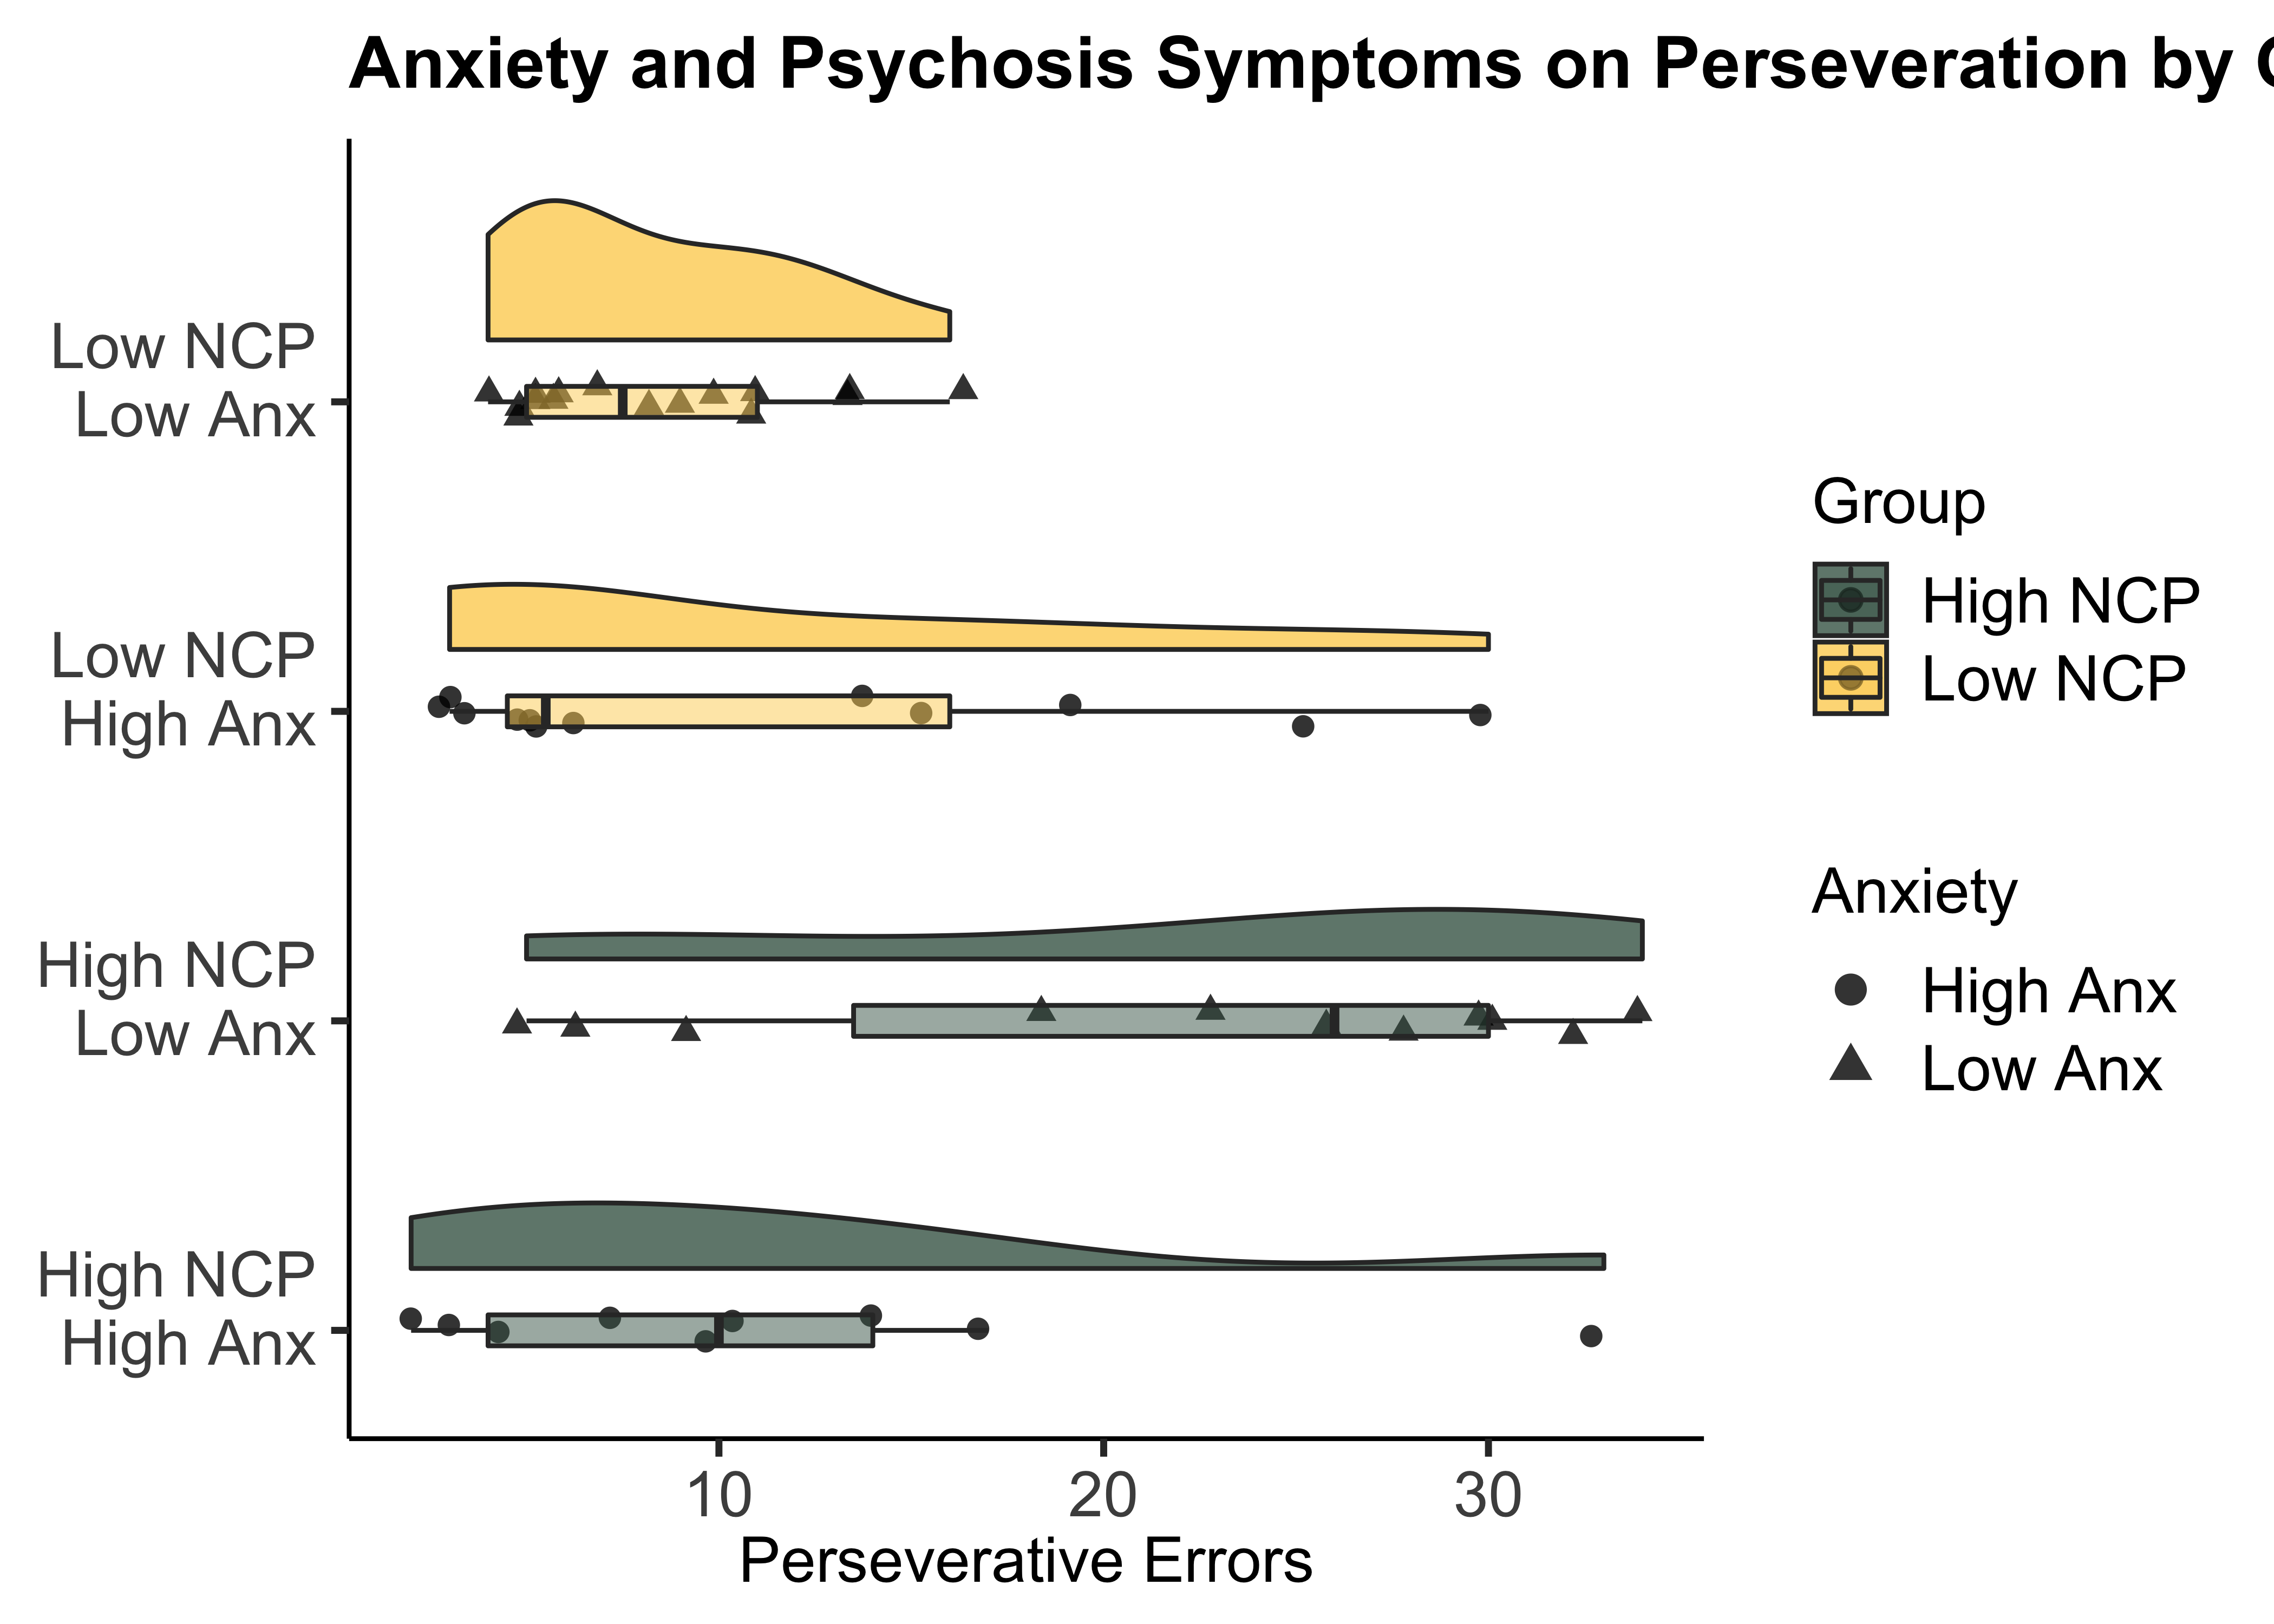 Anxiety and Psychosis Symptoms on Perseveration by
Low NCP
Low Anx
Low NCP
High Anx
High NCP
Low Anx
High NCP
High Anx
10 20 30
Perseverative Errors
Group
High NCP
Low NCP
Anxiety
High Anx
Low Anx